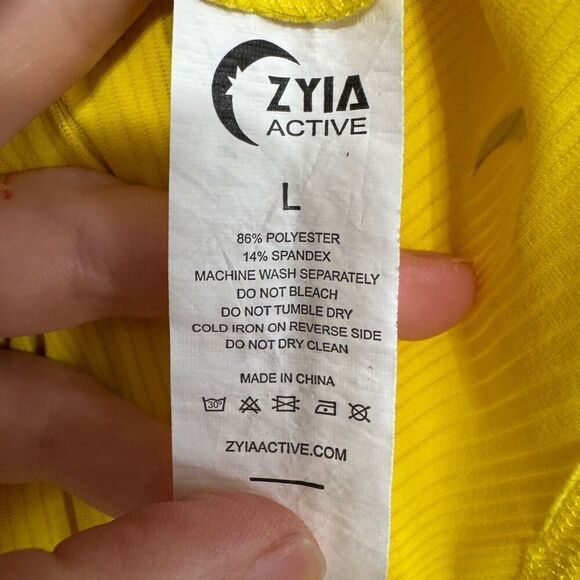 ZYIA
ACTIVE
L
86% POLYESTER
14% SPANDEX
MACHINE WASH SEPARATELY
DO NOT BLEACH
DO NOT TUMBLE DRY
COLD IRON ON REVERSE SIDE
DO NOT DRY CLEAN
MADE IN CHINA
30°
ZYIAACTIVE.COM